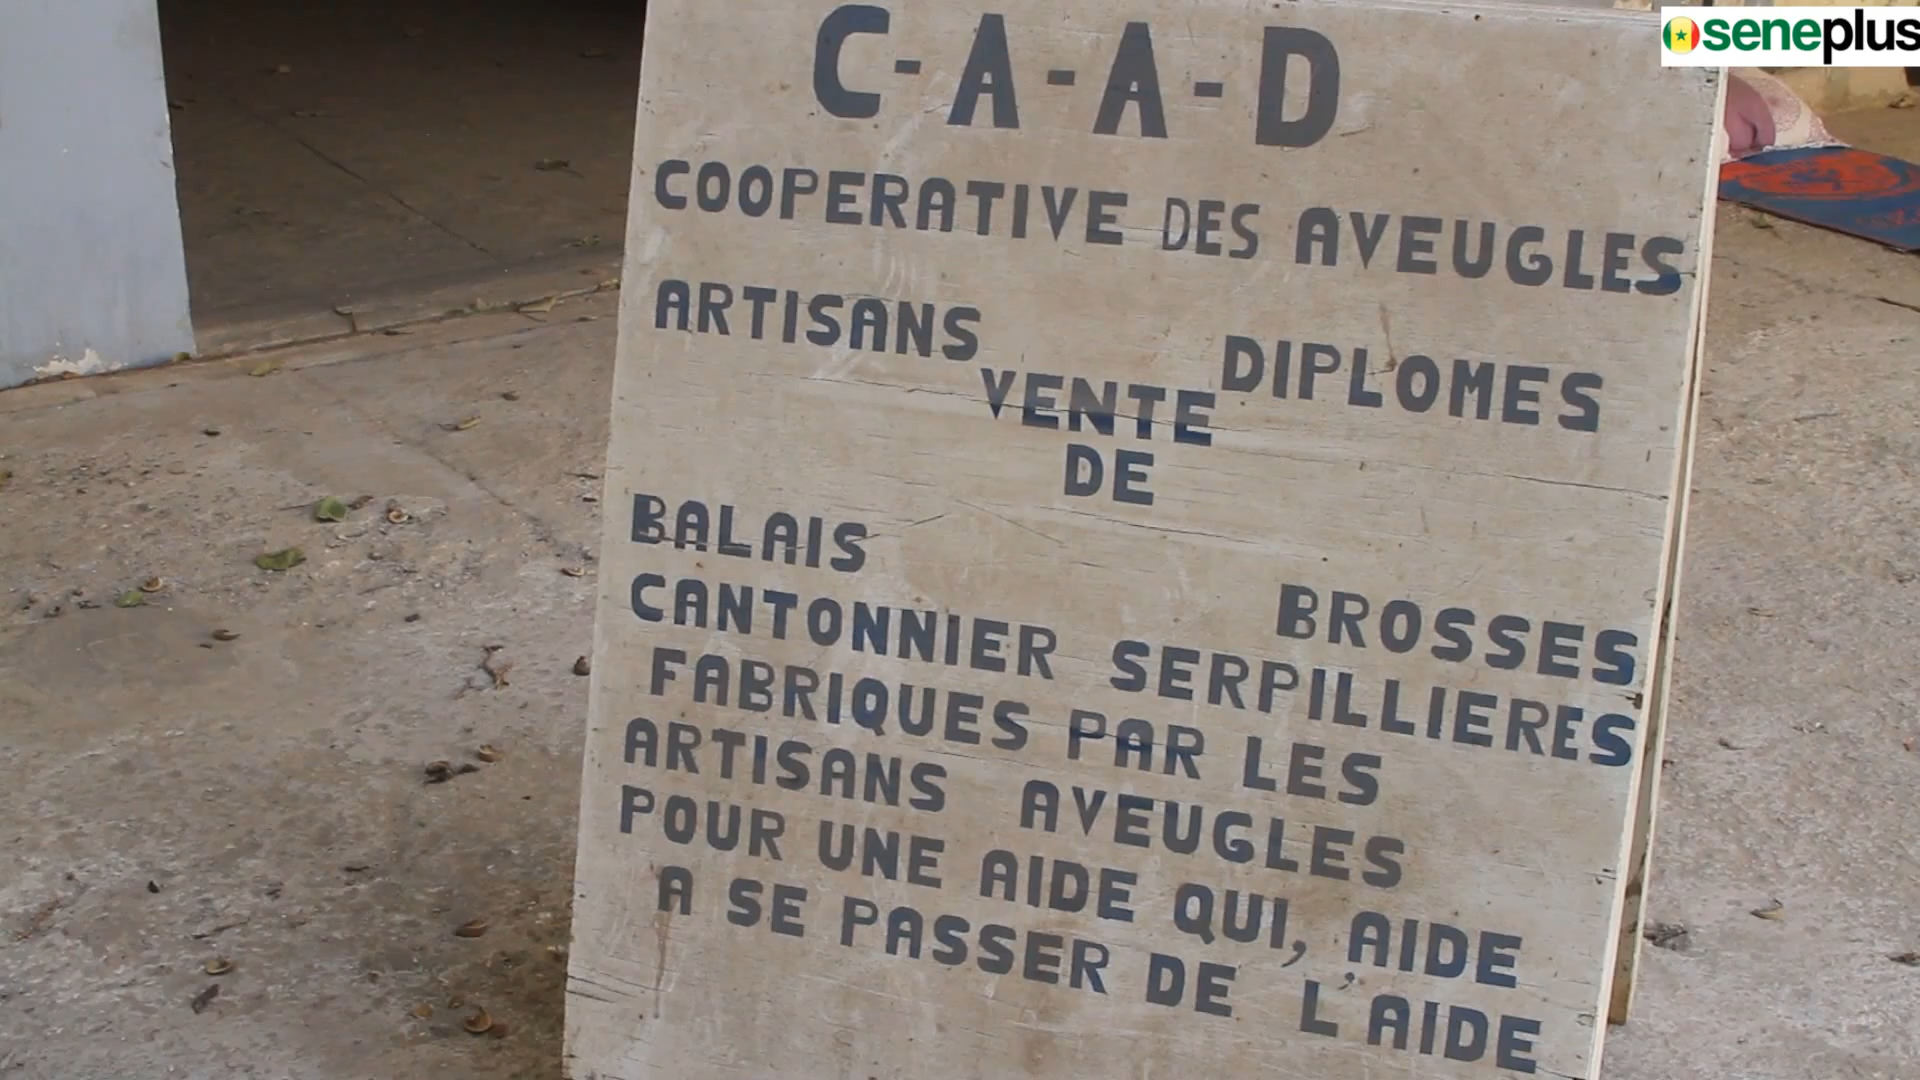 seneplus
C-A-A-D
COOPERATIVE DES AVEUGLES
ARTISANS DIPLOMES
VENTE
DE
BALAIS BROSSES
CANTONNIER SERPILLIERES
FABRIQUES PAR LES
ARTISANS AVEUGLES
POUR UNE AIDE QUI, AIDE
A SE PASSER DE L'AIDE